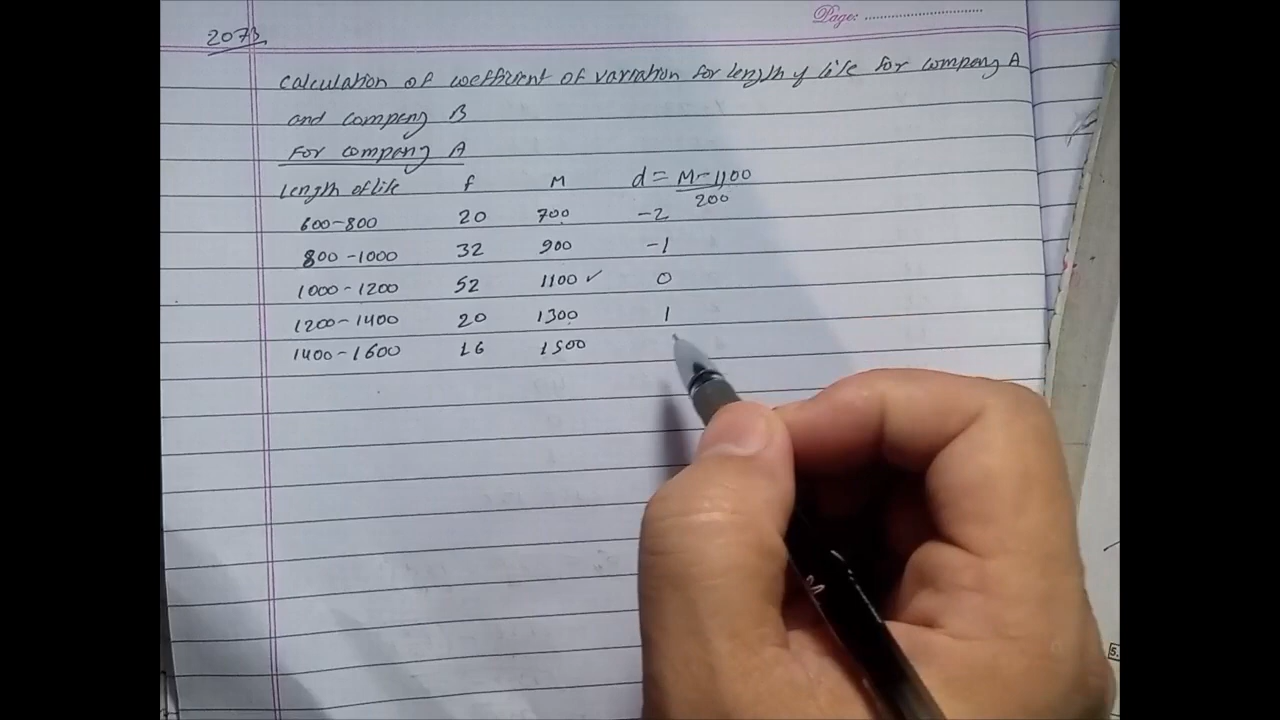 Page:
2073
Calculation of coefficient of variation for length of life for company A
and company B
For company A
Length of life f M d = M-1100
200
600-800 20 700 -2
800-1000 32 900 -1
1000-1200 52 1100 ✓ 0
1200-1400 20 1300 1
1400-1600 16 1500
5.